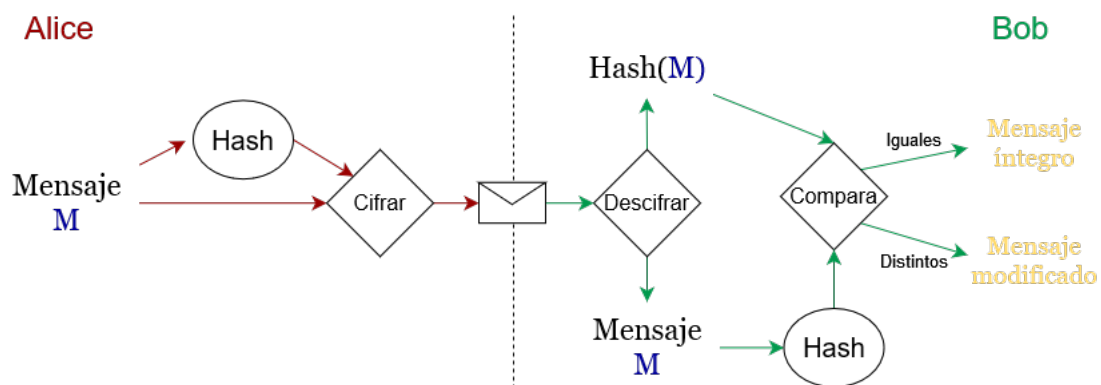 Alice
Bob
Hash(M)
Hash
Iguales
Mensaje
íntegro
Mensaje
M
Cifrar
Descifrar
Compara
Distintos
Mensaje
modificado
Mensaje
M
Hash